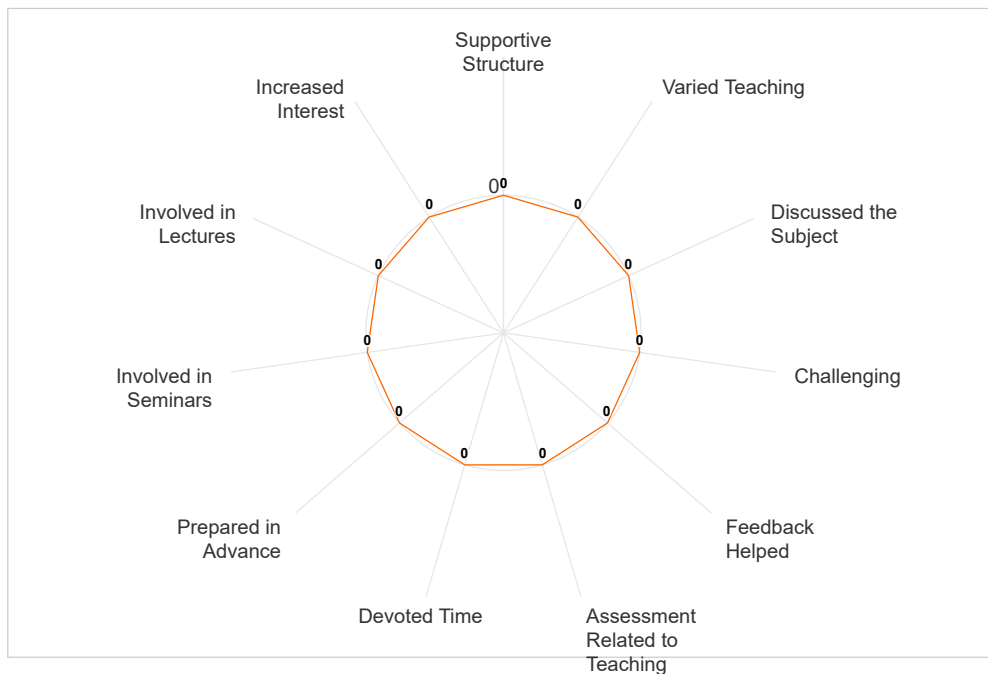 Supportive
Structure
Increased
Interest
Varied Teaching
0
0
0
0
Involved in
Lectures
Discussed the
Subject
0
0
0
0
Involved in
Seminars
Challenging
0
0
0
0
Prepared in
Advance
Feedback
Helped
Devoted Time
Assessment
Related to
Teaching